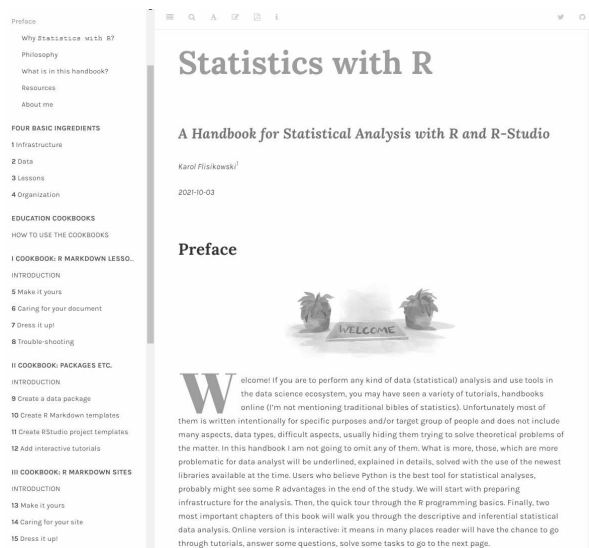 Preface
Why Statistics with R?
Philosophy
What is in this handbook?
Resources
About me
FOUR BASIC INGREDIENTS
1 Infrastructure
2 Data
3 Lessons
4 Organization
EDUCATION COOKBOOKS
HOW TO USE THE COOKBOOKS
I COOKBOOK: R MARKDOWN LESSO...
INTRODUCTION
5 Make it yours
6 Caring for your document
7 Dress it up!
8 Trouble-shooting
II COOKBOOK: PACKAGES ETC.
INTRODUCTION
9 Create a data package
10 Create R Markdown templates
11 Create RStudio project templates
12 Add interactive tutorials
III COOKBOOK: R MARKDOWN SITES
INTRODUCTION
13 Make it yours
14 Caring for your site
15 Dress it up!
Statistics with R
A Handbook for Statistical Analysis with R and R-Studio
Karol Flisikowski¹
2021-10-03
Preface
WELCOME
Welcome! If you are to perform any kind of data (statistical) analysis and use tools in
the data science ecosystem, you may have seen a variety of tutorials, handbooks
online (I'm not mentioning traditional bibles of statistics). Unfortunately most of
them is written intentionally for specific purposes and/or target group of people and does not include
many aspects, data types, difficult aspects, usually hiding them trying to solve theoretical problems of
the matter. In this handbook I am not going to omit any of them. What is more, those, which are more
problematic for data analyst will be underlined, explained in details, solved with the use of the newest
libraries available at the time. Users who believe Python is the best tool for statistical analyses,
probably might see some R advantages in the end of the study. We will start with preparing
infrastructure for the analysis. Then, the quick tour through the R programming basics. Finally, two
most important chapters of this book will walk you through the descriptive and inferential statistical
data analysis. Online version is interactive: it means in many places reader will have the chance to go
through tutorials, answer some questions, solve some tasks to go to the next page.